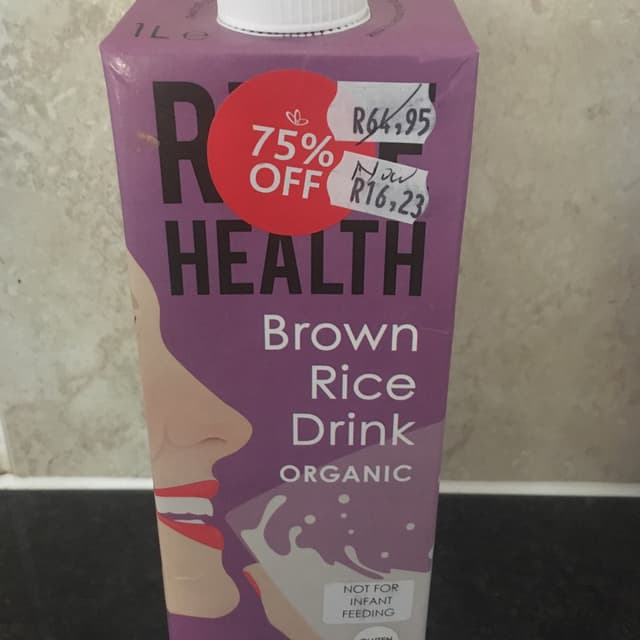 1L e
75%
OFF
R64,95
Now
R16,23
HEALTH
Brown
Rice
Drink
ORGANIC
NOT FOR
INFANT
FEEDING